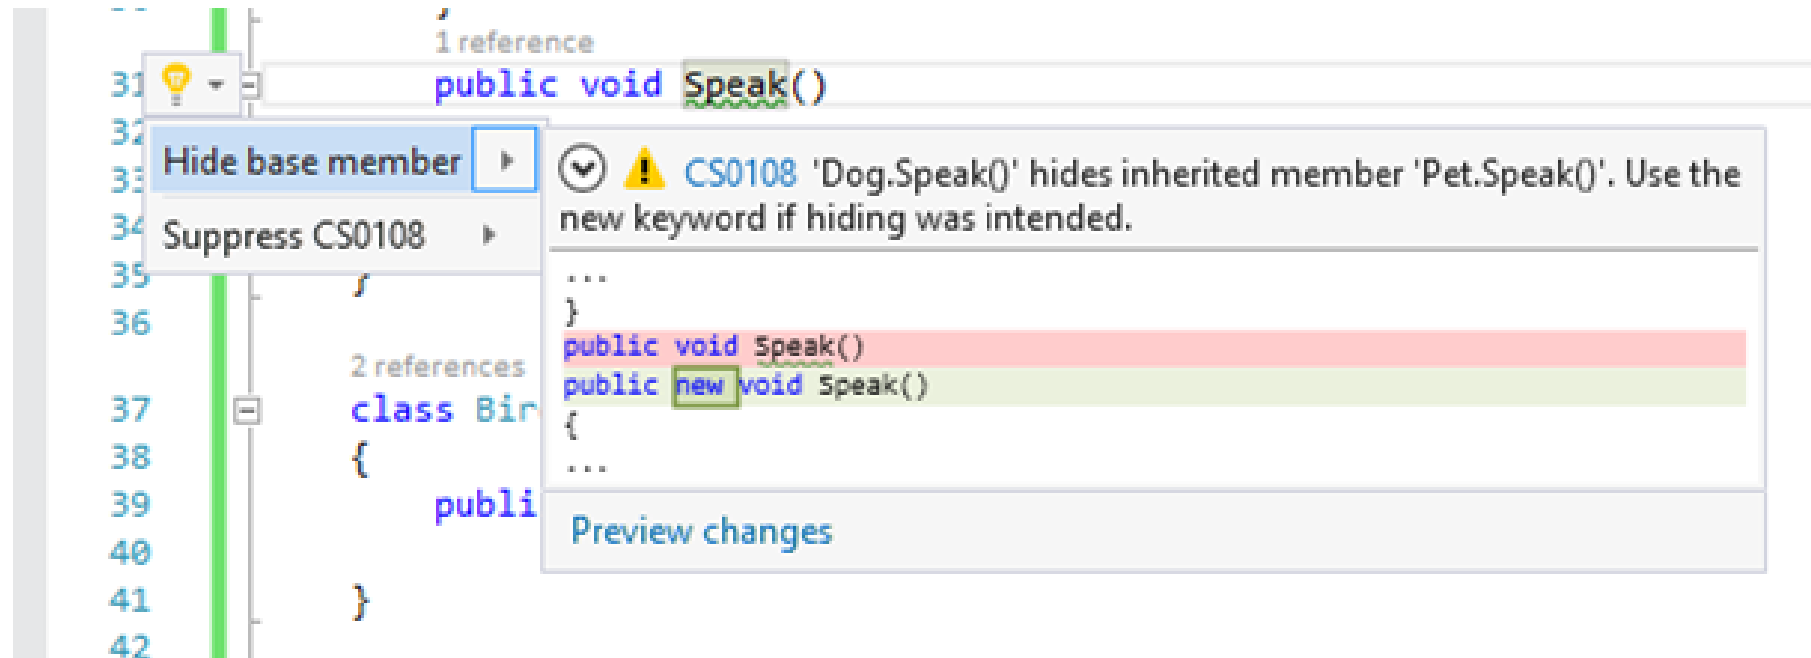 1 reference
31 public void Speak()
32
Hide base member
33
34
Suppress CS0108
CS0108 'Dog.Speak()' hides inherited member 'Pet.Speak()'. Use the
new keyword if hiding was intended.
...
}
public void Speak()
public new void Speak()
{
...
Preview changes
35 }
36
2 references
37 class Bir
38 {
39 publi
40
41 }
42